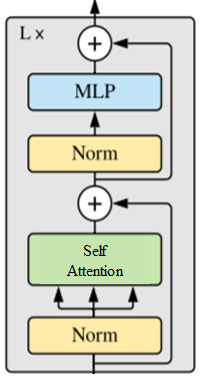 L x
+
MLP
Norm
+
Self
Attention
Norm